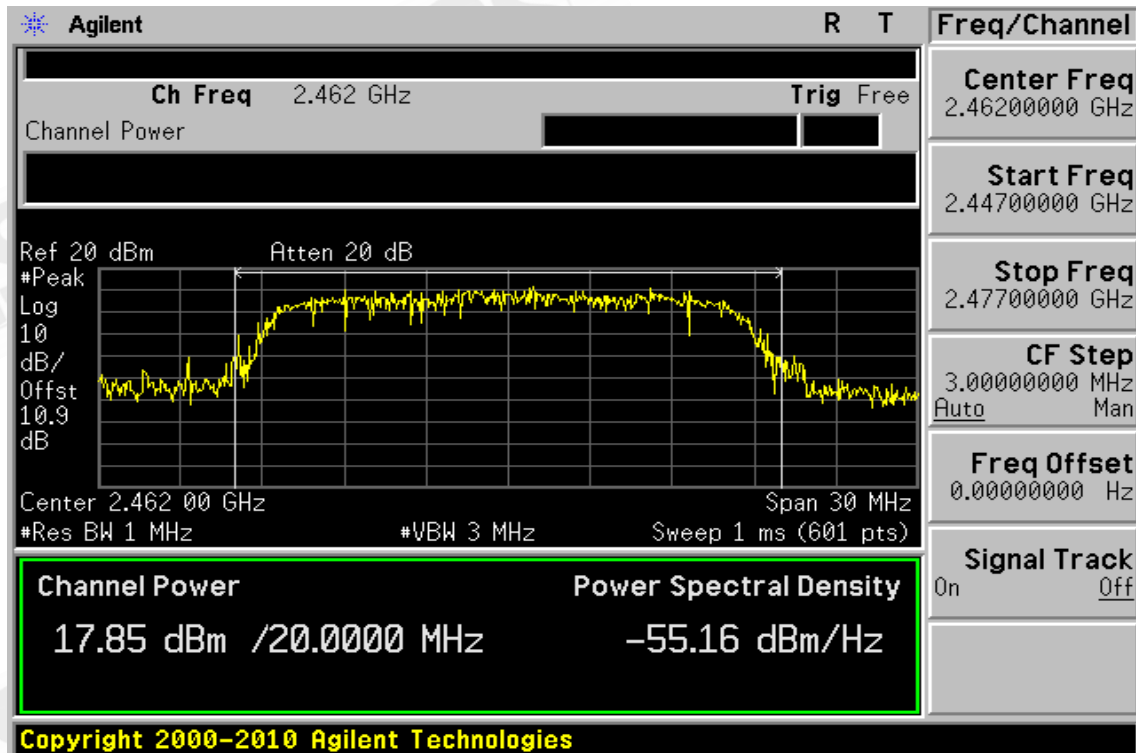 Agilent R T
Ch Freq 2.462 GHz Trig Free
Channel Power
Ref 20 dBm Atten 20 dB
#Peak
Log
10
dB/
Offst
10.9
dB
Center 2.462 00 GHz Span 30 MHz
#Res BW 1 MHz #VBW 3 MHz Sweep 1 ms (601 pts)
Channel Power Power Spectral Density
17.85 dBm /20.0000 MHz -55.16 dBm/Hz
Copyright 2000-2010 Agilent Technologies
Freq/Channel
Center Freq
2.46200000 GHz
Start Freq
2.44700000 GHz
Stop Freq
2.47700000 GHz
CF Step
3.00000000 MHz
Auto Man
Freq Offset
0.00000000 Hz
Signal Track
On Off